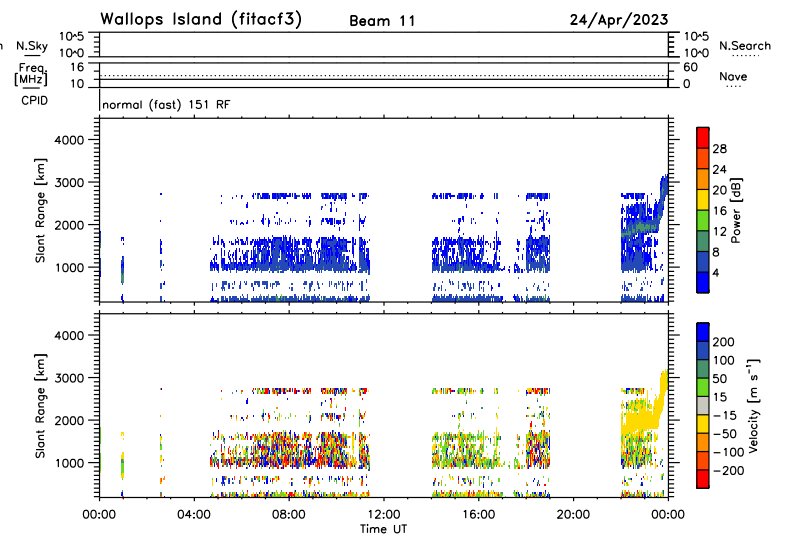 Wallops Island (fitacf3) Beam 11 24/Apr/2023
n N.Sky 10^5 10^0 10^5 10^0 N.Search
Freq [MHz] 16 10 60 0 Nave
CPID normal (fast) 151 RF
Slant Range [km] 4000 3000 2000 1000
28 24 20 16 12 8 4 Power [dB]
Slant Range [km] 4000 3000 2000 1000
200 100 50 15 -15 -50 -100 -200 Velocity [m s⁻¹]
00:00 04:00 08:00 12:00 16:00 20:00 00:00
Time UT